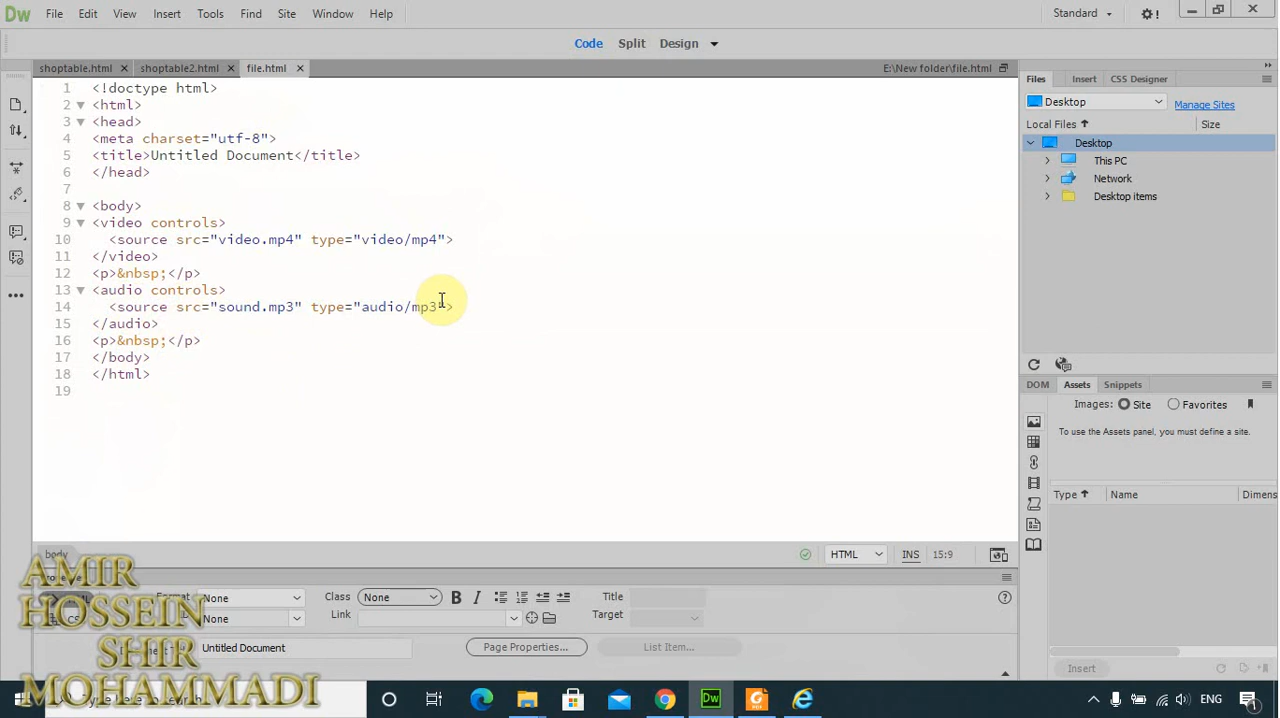 Dw File Edit View Insert Tools Find Site Window Help Standard
Code Split Design
shoptable.html shoptable2.html file.html E:\New folder\file.html
1 <!doctype html>
2 <html>
3 <head>
4 <meta charset="utf-8">
5 <title>Untitled Document</title>
6 </head>
7
8 <body>
9 <video controls>
10 <source src="video.mp4" type="video/mp4">
11 </video>
12 <p>&nbsp;</p>
13 <audio controls>
14 <source src="sound.mp3" type="audio/mp3">
15 </audio>
16 <p>&nbsp;</p>
17 </body>
18 </html>
19
body HTML INS 15:9
Format None Class None B I Title
None Link Target
Untitled Document Page Properties... List Item...
Files Insert CSS Designer
Desktop Manage Sites
Local Files Size
Desktop
This PC
Network
Desktop items
DOM Assets Snippets
Images: Site Favorites
To use the Assets panel, you must define a site.
Type Name Dimens
Insert
AMIR
HOSSEIN
SHIR
MOHAMMADI
Dw ENG 1